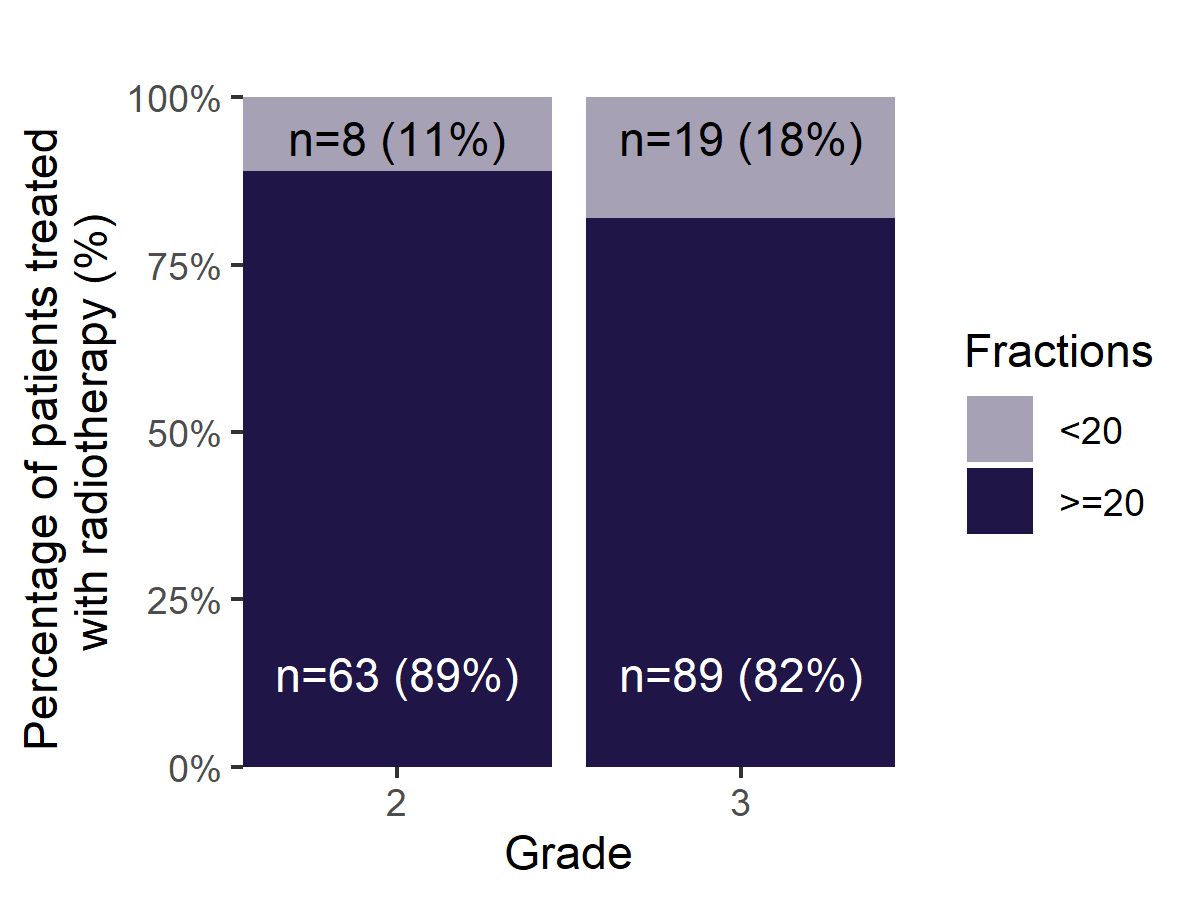 Percentage of patients treated
with radiotherapy (%)
100%
75%
50%
25%
0%
n=8 (11%)
n=19 (18%)
n=63 (89%)
n=89 (82%)
2
3
Grade
Fractions
<20
>=20